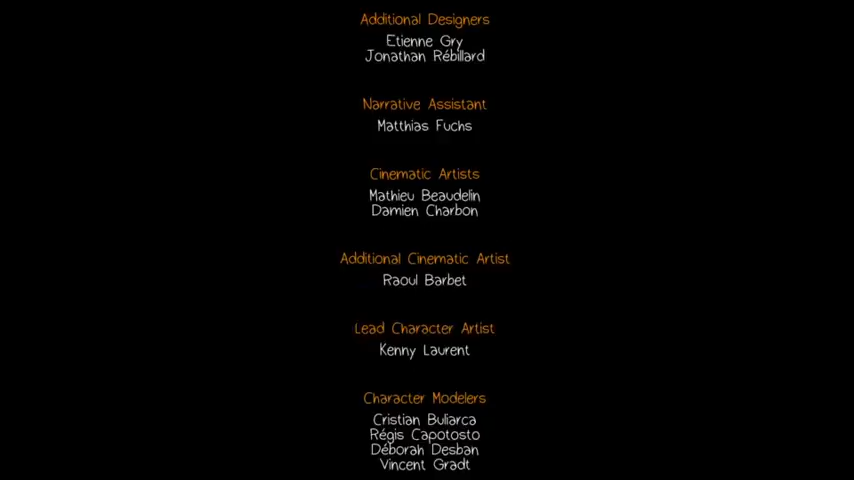 Additional Designers
Etienne Gry
Jonathan Rébillard
Narrative Assistant
Matthias Fuchs
Cinematic Artists
Mathieu Beaudelin
Damien Charbon
Additional Cinematic Artist
Raoul Barbet
Lead Character Artist
Kenny Laurent
Character Modelers
Cristian Buliarca
Régis Capotosto
Déborah Desban
Vincent Gradt